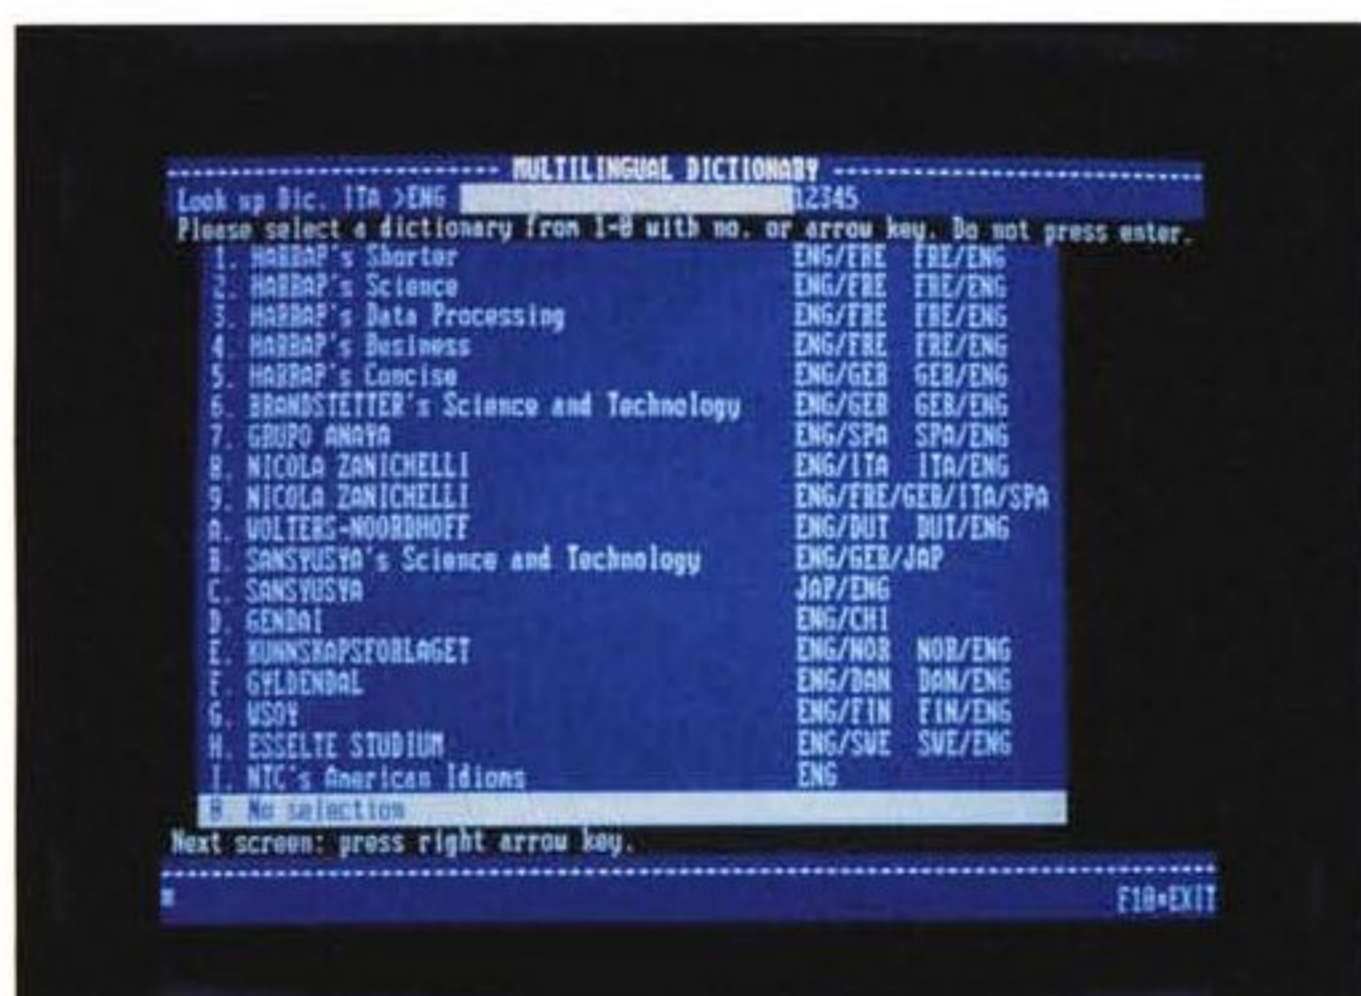 MULTILINGUAL DICTIONARY
Look up Dic. ITA >ENG 12345
Please select a dictionary from 1-0 with no. or arrow key. Do not press enter.
1. HARRAP's Shorter ENG/FRE FRE/ENG
2. HARRAP's Science ENG/FRE FRE/ENG
3. HARRAP's Data Processing ENG/FRE FRE/ENG
4. HARRAP's Business ENG/FRE FRE/ENG
5. HARRAP's Concise ENG/GER GER/ENG
6. BRANDSTETTER's Science and Technology ENG/GER GER/ENG
7. GRUPO ANAYA ENG/SPA SPA/ENG
8. NICOLA ZANICHELLI ENG/ITA ITA/ENG
9. NICOLA ZANICHELLI ENG/FRE/GER/ITA/SPA
A. WOLTERS-NOORDHOFF ENG/DUT DUT/ENG
B. SANSYUSYA's Science and Technology ENG/GER/JAP
C. SANSYUSYA JAP/ENG
D. GENDAI ENG/CHI
E. KUNNSKAPSFORLAGET ENG/NOR NOR/ENG
F. GYLDENDAL ENG/DAN DAN/ENG
G. WSOY ENG/FIN FIN/ENG
H. ESSELTE STUDIUM ENG/SWE SWE/ENG
I. NTC's American Idioms ENG
0. No selection
Next screen: press right arrow key.
F10=EXIT